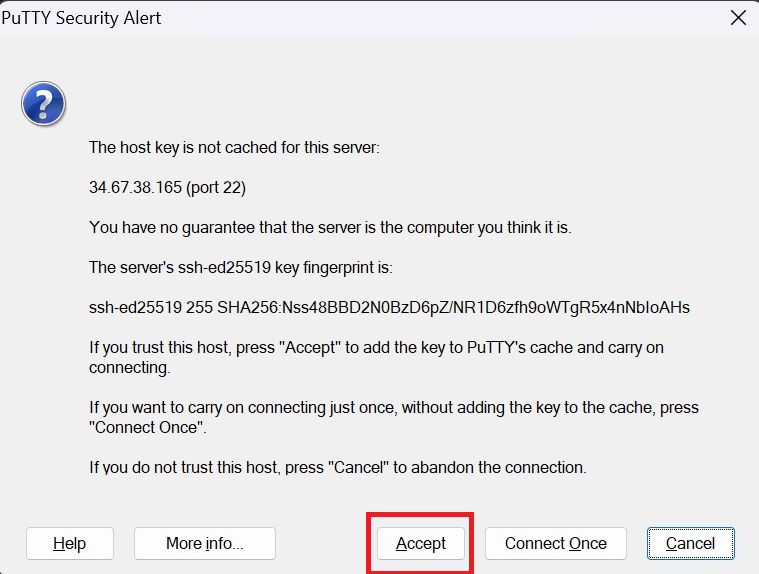 PuTTY Security Alert
The host key is not cached for this server:
34.67.38.165 (port 22)
You have no guarantee that the server is the computer you think it is.
The server's ssh-ed25519 key fingerprint is:
ssh-ed25519 255 SHA256:Nss48BBD2N0BzD6pZ/NR1D6zfh9oWTgR5x4nNbIoAHs
If you trust this host, press "Accept" to add the key to PuTTY's cache and carry on
connecting.
If you want to carry on connecting just once, without adding the key to the cache, press
"Connect Once".
If you do not trust this host, press "Cancel" to abandon the connection.
Help More info... Accept Connect Once Cancel